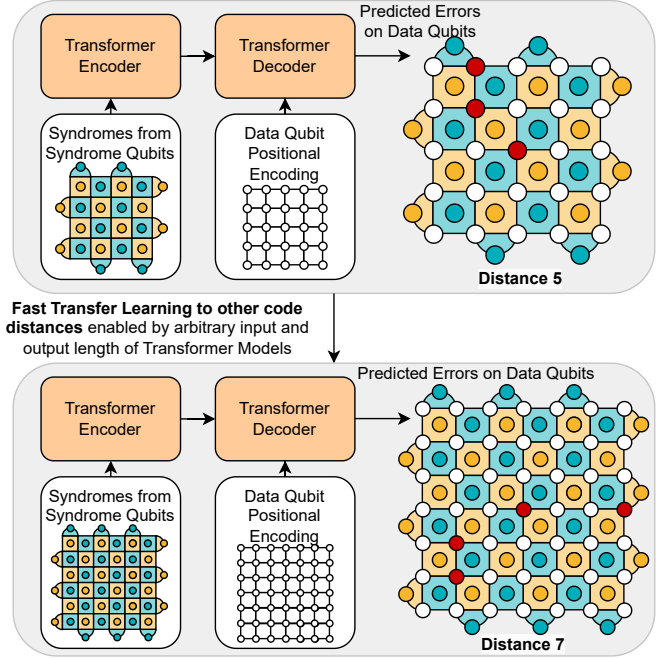 Predicted Errors
on Data Qubits
Transformer
Encoder
Transformer
Decoder
Syndromes from
Syndrome Qubits
Data Qubit
Positional
Encoding
Distance 5
Fast Transfer Learning to other code
distances enabled by arbitrary input and
output length of Transformer Models
Predicted Errors on Data Qubits
Transformer
Encoder
Transformer
Decoder
Syndromes from
Syndrome Qubits
Data Qubit
Positional
Encoding
Distance 7